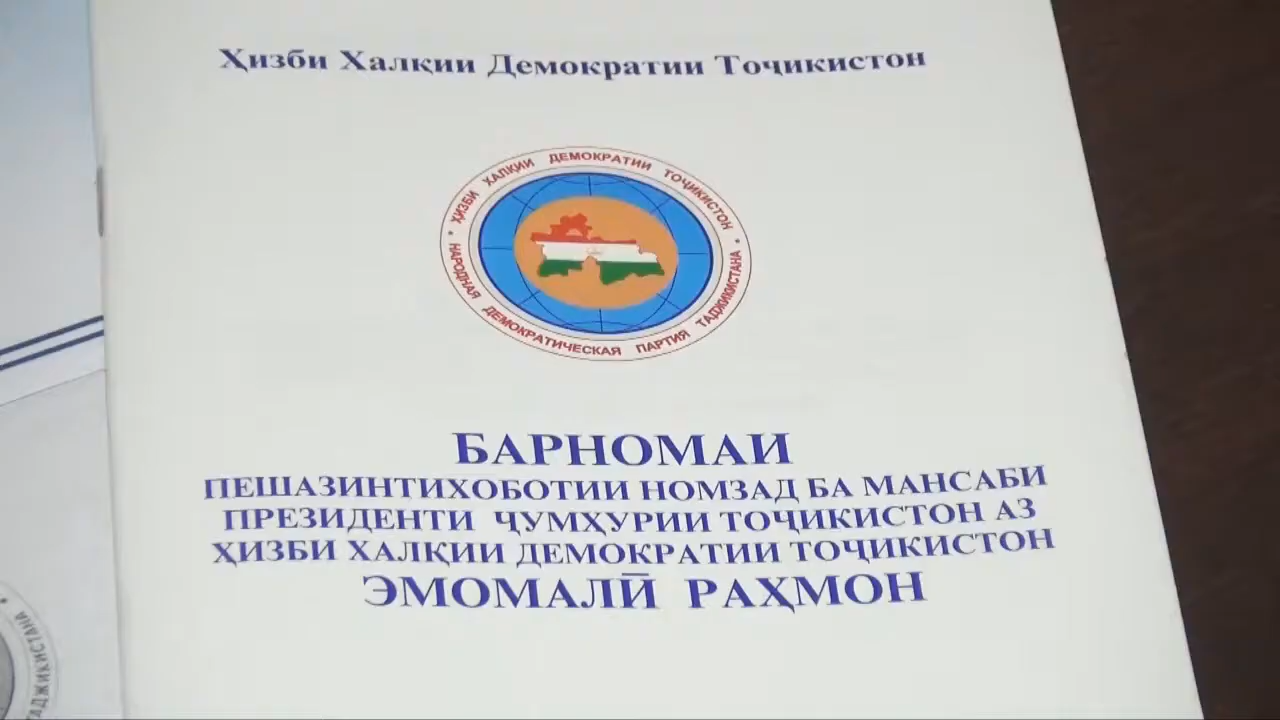 Ҳизби Халқии Демократии Тоҷикистон
ҲИЗБИ ХАЛҚИИ ДЕМОКРАТИИ ТОҶИКИСТОН
НАРОДНАЯ ДЕМОКРАТИЧЕСКАЯ ПАРТИЯ ТАДЖИКИСТАНА
БАРНОМАИ
ПЕШАЗИНТИХОБОТИИ НОМЗАД БА МАНСАБИ
ПРЕЗИДЕНТИ ҶУМҲУРИИ ТОҶИКИСТОН АЗ
ҲИЗБИ ХАЛҚИИ ДЕМОКРАТИИ ТОҶИКИСТОН
ЭМОМАЛӢ РАҲМОН